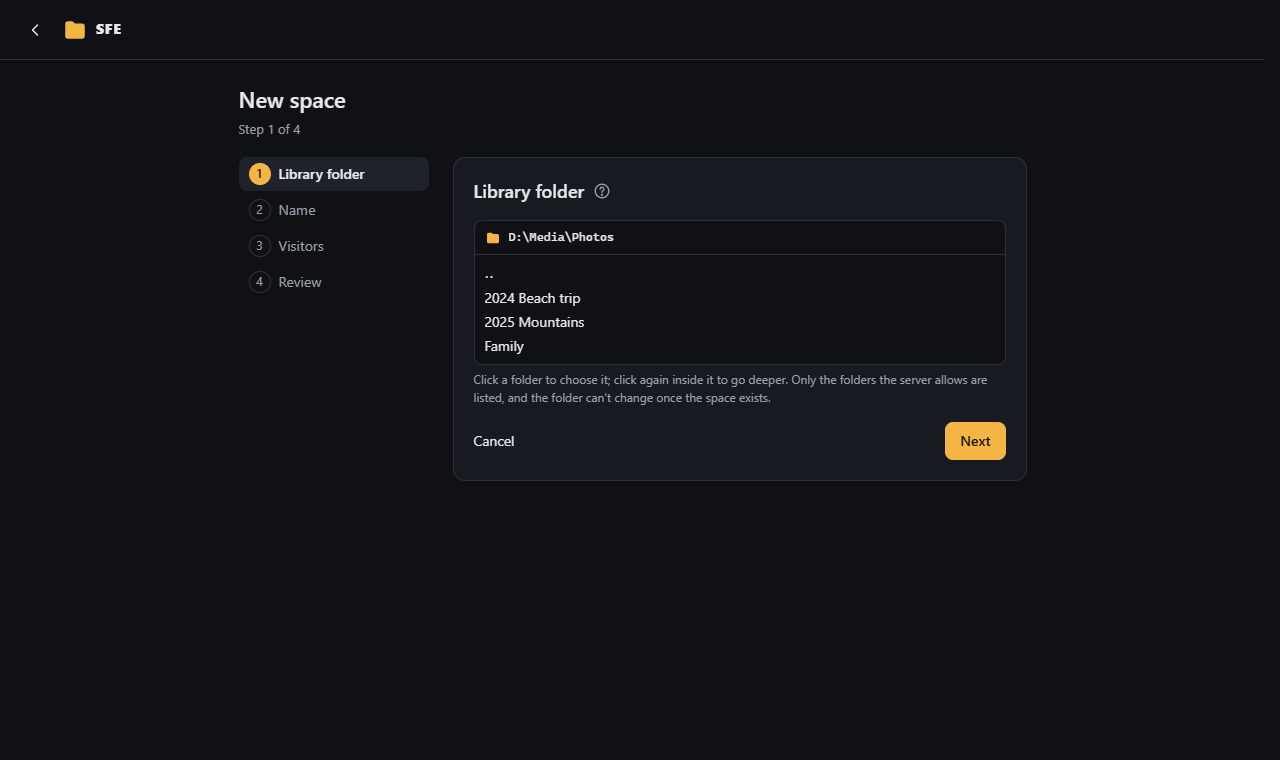 SFE
New space
Step 1 of 4
1 Library folder
2 Name
3 Visitors
4 Review
Library folder ?
D:\Media\Photos
..
2024 Beach trip
2025 Mountains
Family
Click a folder to choose it; click again inside it to go deeper. Only the folders the server allows are
listed, and the folder can't change once the space exists.
Cancel
Next